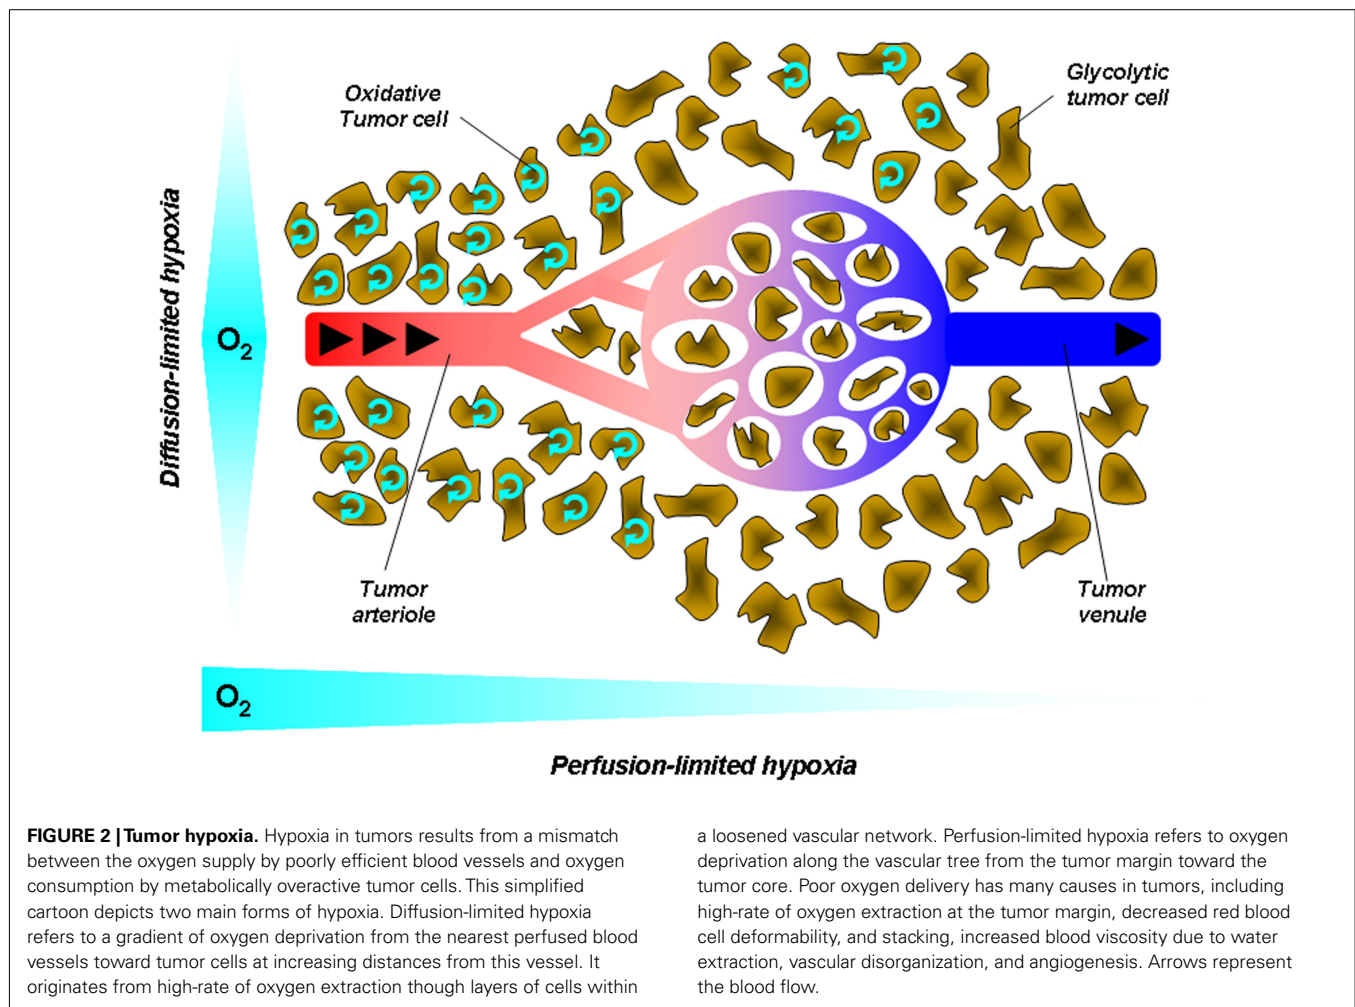 Oxidative
Tumor cell
Glycolytic
tumor cell
Diffusion-limited hypoxia
O2
Tumor
arteriole
Tumor
venule
O2
Perfusion-limited hypoxia
FIGURE 2 | Tumor hypoxia. Hypoxia in tumors results from a mismatch
between the oxygen supply by poorly efficient blood vessels and oxygen
consumption by metabolically overactive tumor cells. This simplified
cartoon depicts two main forms of hypoxia. Diffusion-limited hypoxia
refers to a gradient of oxygen deprivation from the nearest perfused blood
vessels toward tumor cells at increasing distances from this vessel. It
originates from high-rate of oxygen extraction though layers of cells within
a loosened vascular network. Perfusion-limited hypoxia refers to oxygen
deprivation along the vascular tree from the tumor margin toward the
tumor core. Poor oxygen delivery has many causes in tumors, including
high-rate of oxygen extraction at the tumor margin, decreased red blood
cell deformability, and stacking, increased blood viscosity due to water
extraction, vascular disorganization, and angiogenesis. Arrows represent
the blood flow.